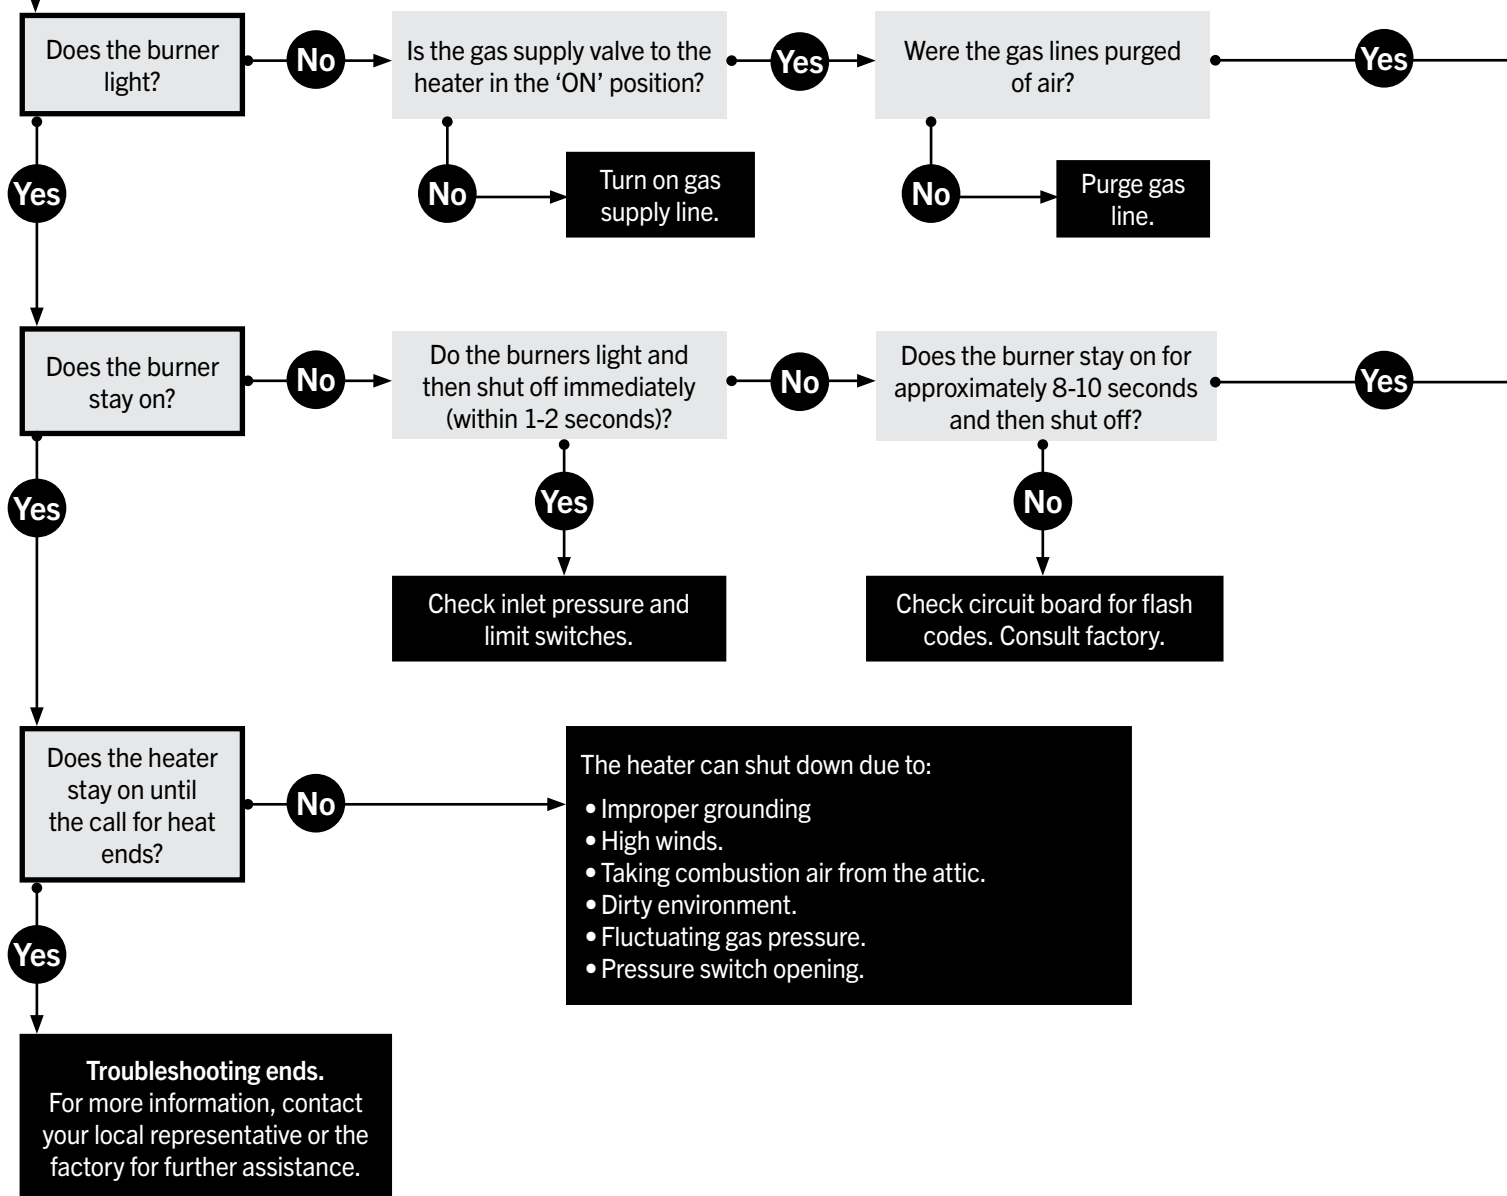 Does the burner
light?
No
Is the gas supply valve to the
heater in the ‘ON’ position?
Yes
Were the gas lines purged
of air?
Yes
Yes
No
Turn on gas
supply line.
No
Purge gas
line.
Does the burner
stay on?
No
Do the burners light and
then shut off immediately
(within 1-2 seconds)?
No
Does the burner stay on for
approximately 8-10 seconds
and then shut off?
Yes
Yes
Yes
No
Check inlet pressure and
limit switches.
Check circuit board for flash
codes. Consult factory.
Does the heater
stay on until
the call for heat
ends?
No
The heater can shut down due to:
• Improper grounding
• High winds.
• Taking combustion air from the attic.
• Dirty environment.
• Fluctuating gas pressure.
• Pressure switch opening.
Yes
Troubleshooting ends.
For more information, contact
your local representative or the
factory for further assistance.